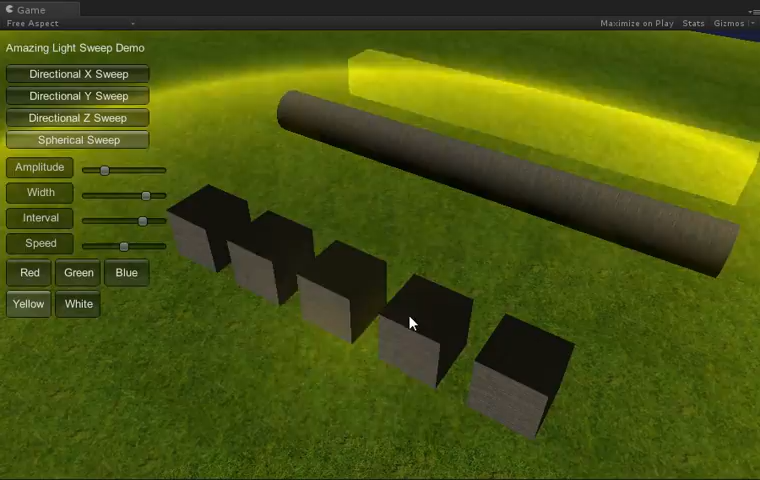 Game
Free Aspect
Maximize on Play Stats Gizmos
Amazing Light Sweep Demo
Directional X Sweep
Directional Y Sweep
Directional Z Sweep
Spherical Sweep
Amplitude
Width
Interval
Speed
Red Green Blue
Yellow White